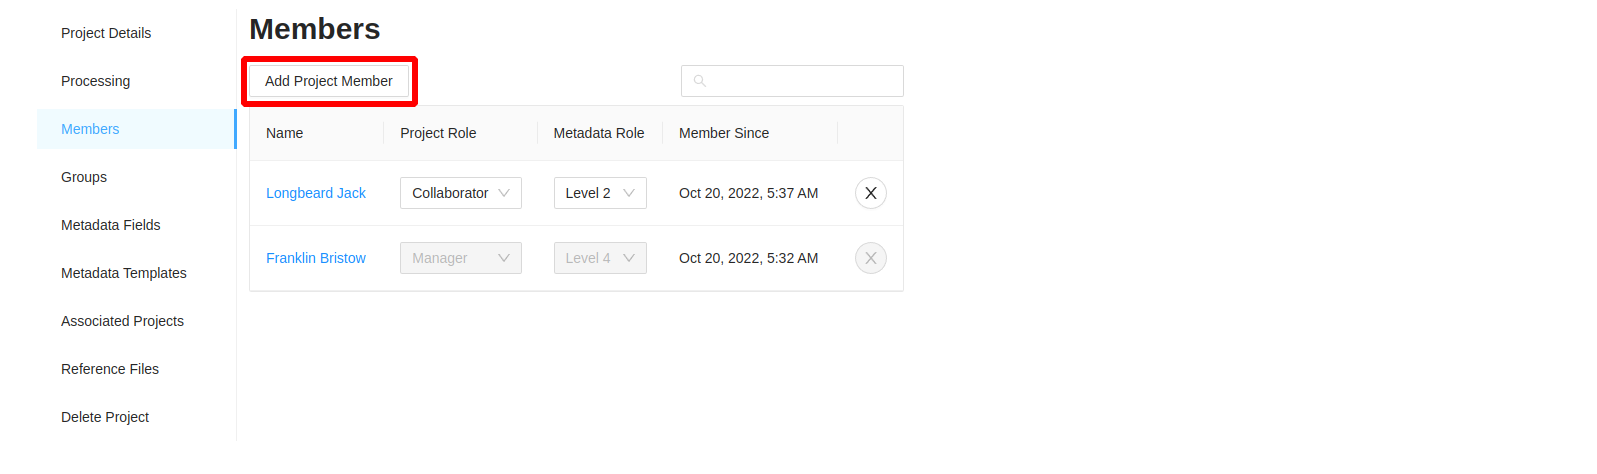 Project Details
Processing
Members
Groups
Metadata Fields
Metadata Templates
Associated Projects
Reference Files
Delete Project
Members
Add Project Member
Name Project Role Metadata Role Member Since
Longbeard Jack Collaborator Level 2 Oct 20, 2022, 5:37 AM
Franklin Bristow Manager Level 4 Oct 20, 2022, 5:32 AM